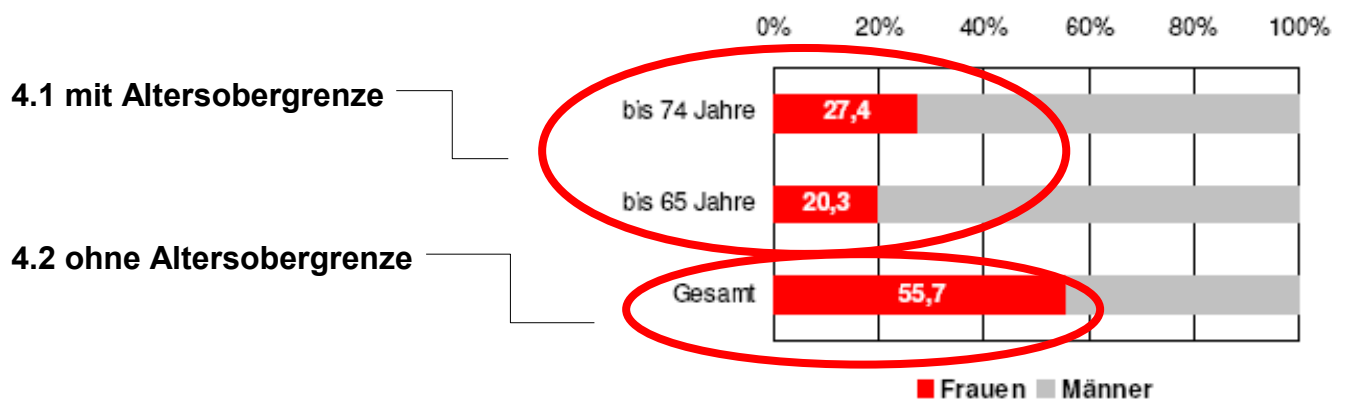 0% 20% 40% 60% 80% 100%
4.1 mit Altersobergrenze
bis 74 Jahre 27,4
bis 65 Jahre 20,3
4.2 ohne Altersobergrenze
Gesamt 55,7
Frauen Männer